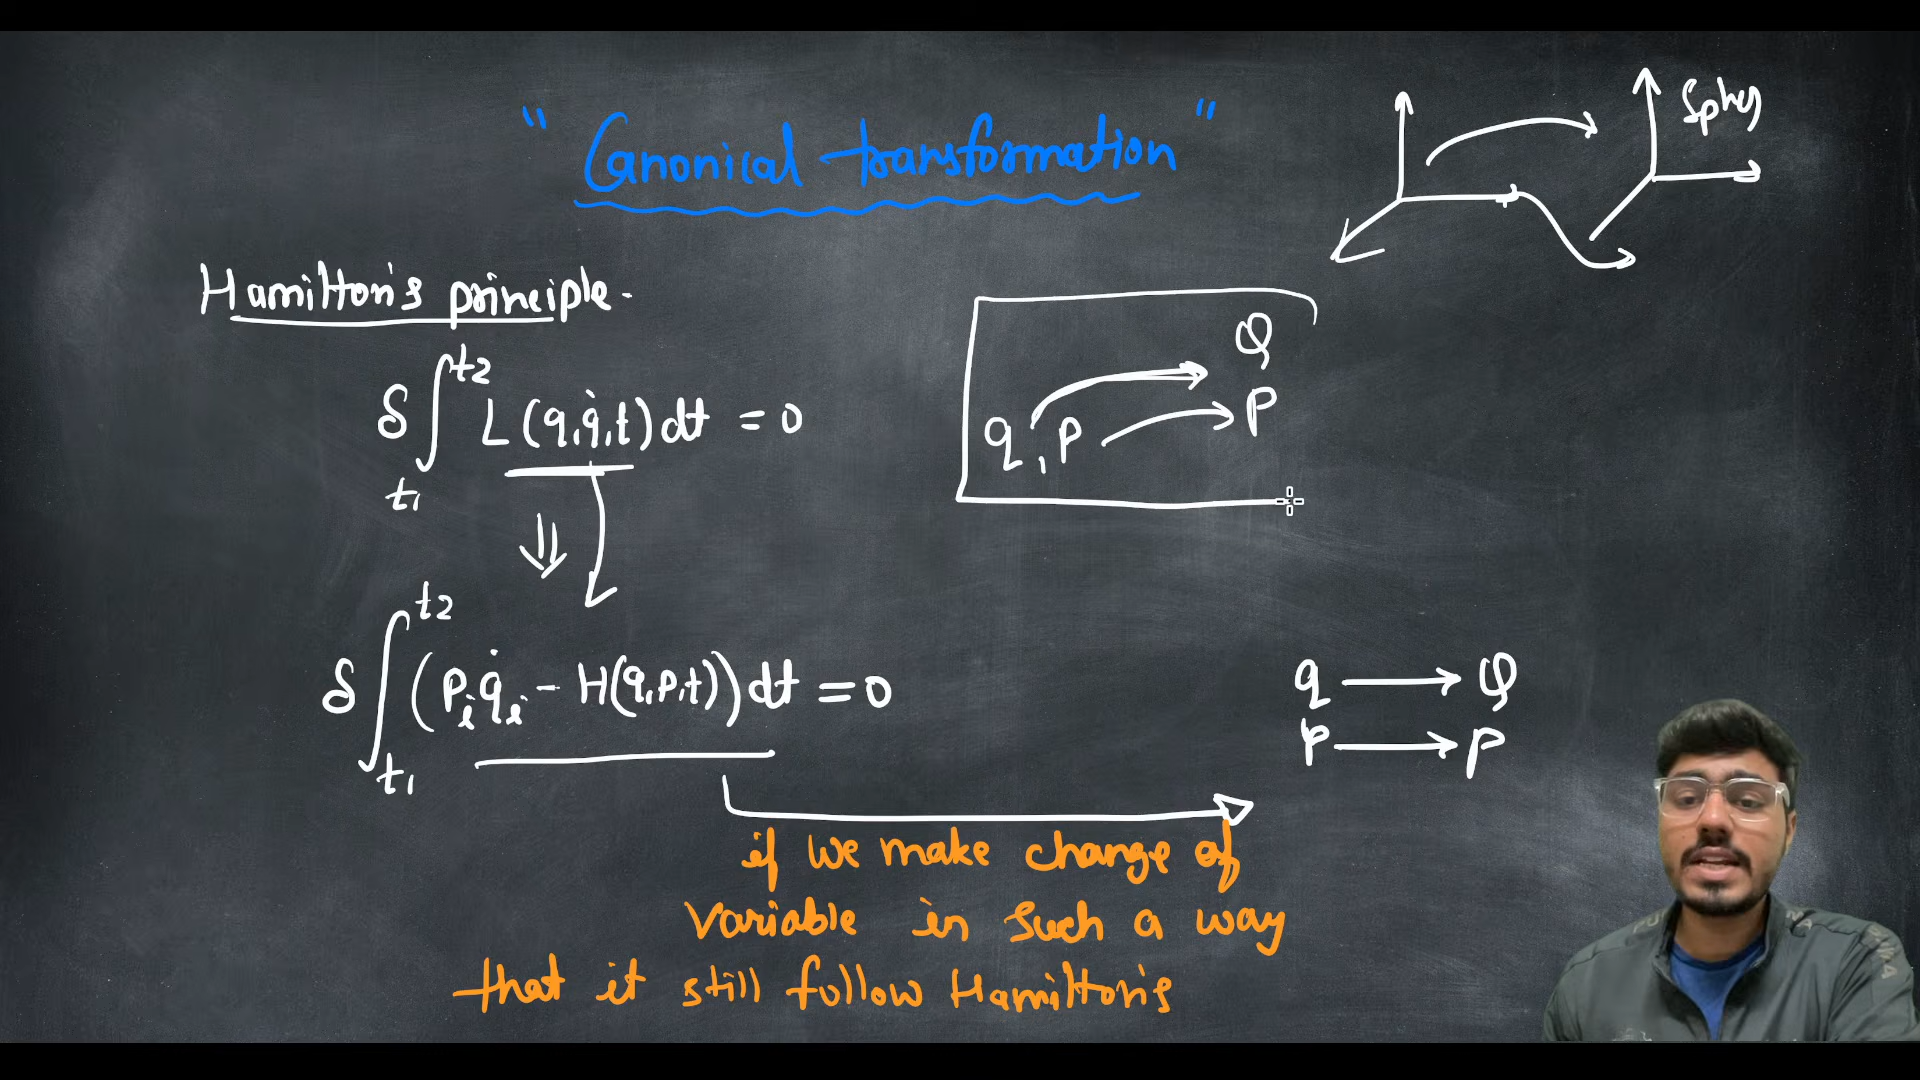 " Canonical transformation "
Sphy
Hamilton's principle.
δ∫_{t1}^{t2} L (q,q̇,t) dt = 0
q, p Q P
δ∫_{t1}^{t2} (p_i q̇_i - H(q,p,t)) dt = 0
q → Q
p → P
if we make change of
variable in such a way
that it still follow Hamilton's